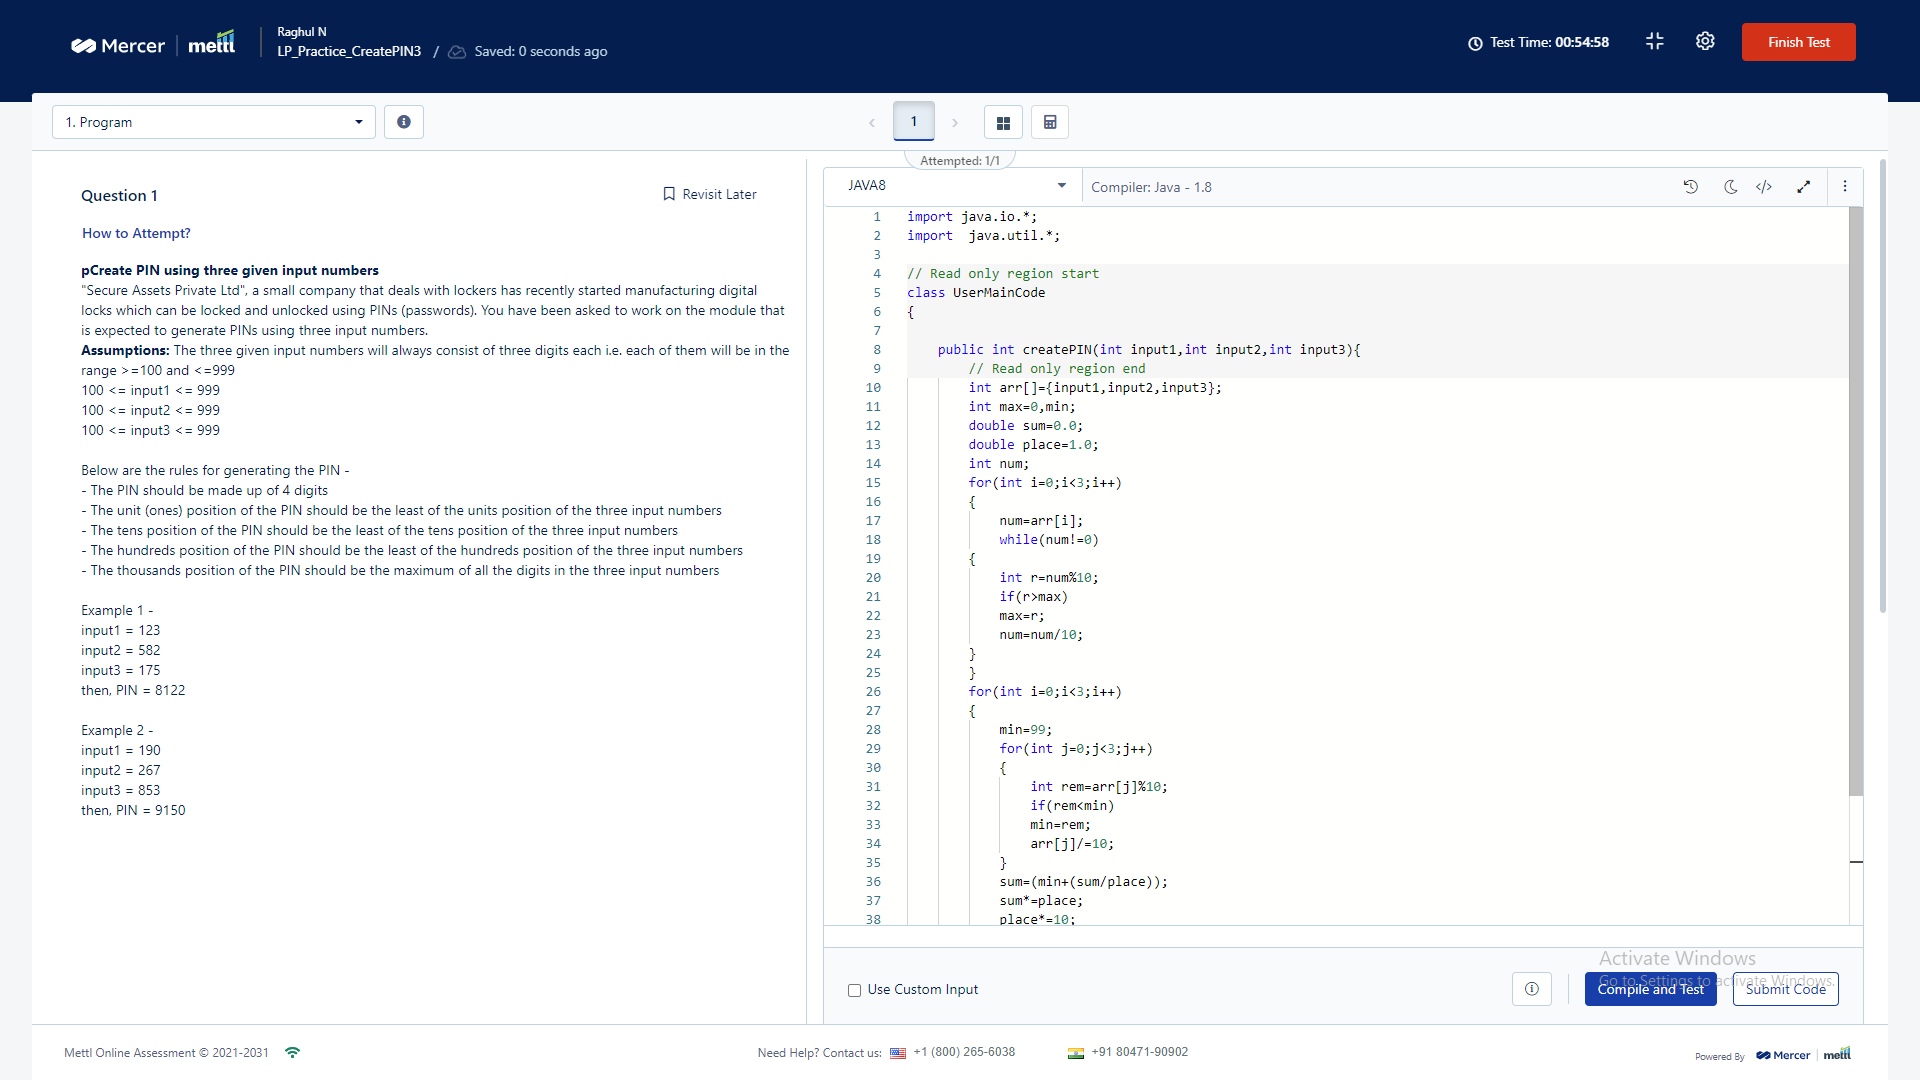 Mercer mettl
Raghul N
LP_Practice_CreatePIN3 / Saved: 0 seconds ago
Test Time: 00:54:58
Finish Test
1. Program
1
Attempted: 1/1
Question 1
Revisit Later
How to Attempt?
pCreate PIN using three given input numbers
"Secure Assets Private Ltd", a small company that deals with lockers has recently started manufacturing digital
locks which can be locked and unlocked using PINs (passwords). You have been asked to work on the module that
is expected to generate PINs using three input numbers.
Assumptions: The three given input numbers will always consist of three digits each i.e. each of them will be in the
range >=100 and <=999
100 <= input1 <= 999
100 <= input2 <= 999
100 <= input3 <= 999
Below are the rules for generating the PIN -
- The PIN should be made up of 4 digits
- The unit (ones) position of the PIN should be the least of the units position of the three input numbers
- The tens position of the PIN should be the least of the tens position of the three input numbers
- The hundreds position of the PIN should be the least of the hundreds position of the three input numbers
- The thousands position of the PIN should be the maximum of all the digits in the three input numbers
Example 1 -
input1 = 123
input2 = 582
input3 = 175
then, PIN = 8122
Example 2 -
input1 = 190
input2 = 267
input3 = 853
then, PIN = 9150
JAVA8
Compiler: Java - 1.8
1 import java.io.*;
2 import  java.util.*;
3
4 // Read only region start
5 class UserMainCode
6 {
7
8     public int createPIN(int input1,int input2,int input3){
9         // Read only region end
10         int arr[]={input1,input2,input3};
11         int max=0,min;
12         double sum=0.0;
13         double place=1.0;
14         int num;
15         for(int i=0;i<3;i++)
16         {
17             num=arr[i];
18             while(num!=0)
19         {
20             int r=num%10;
21             if(r>max)
22             max=r;
23             num=num/10;
24         }
25         }
26         for(int i=0;i<3;i++)
27         {
28             min=99;
29             for(int j=0;j<3;j++)
30             {
31                 int rem=arr[j]%10;
32                 if(rem<min)
33                 min=rem;
34                 arr[j]/=10;
35             }
36             sum=(min+(sum/place));
37             sum*=place;
38             place*=10;
Activate Windows
Go to Settings to activate Windows.
Use Custom Input
Compile and Test
Submit Code
Mettl Online Assessment © 2021-2031
Need Help? Contact us: +1 (800) 265-6038
+91 80471-90902
Powered By Mercer mettl